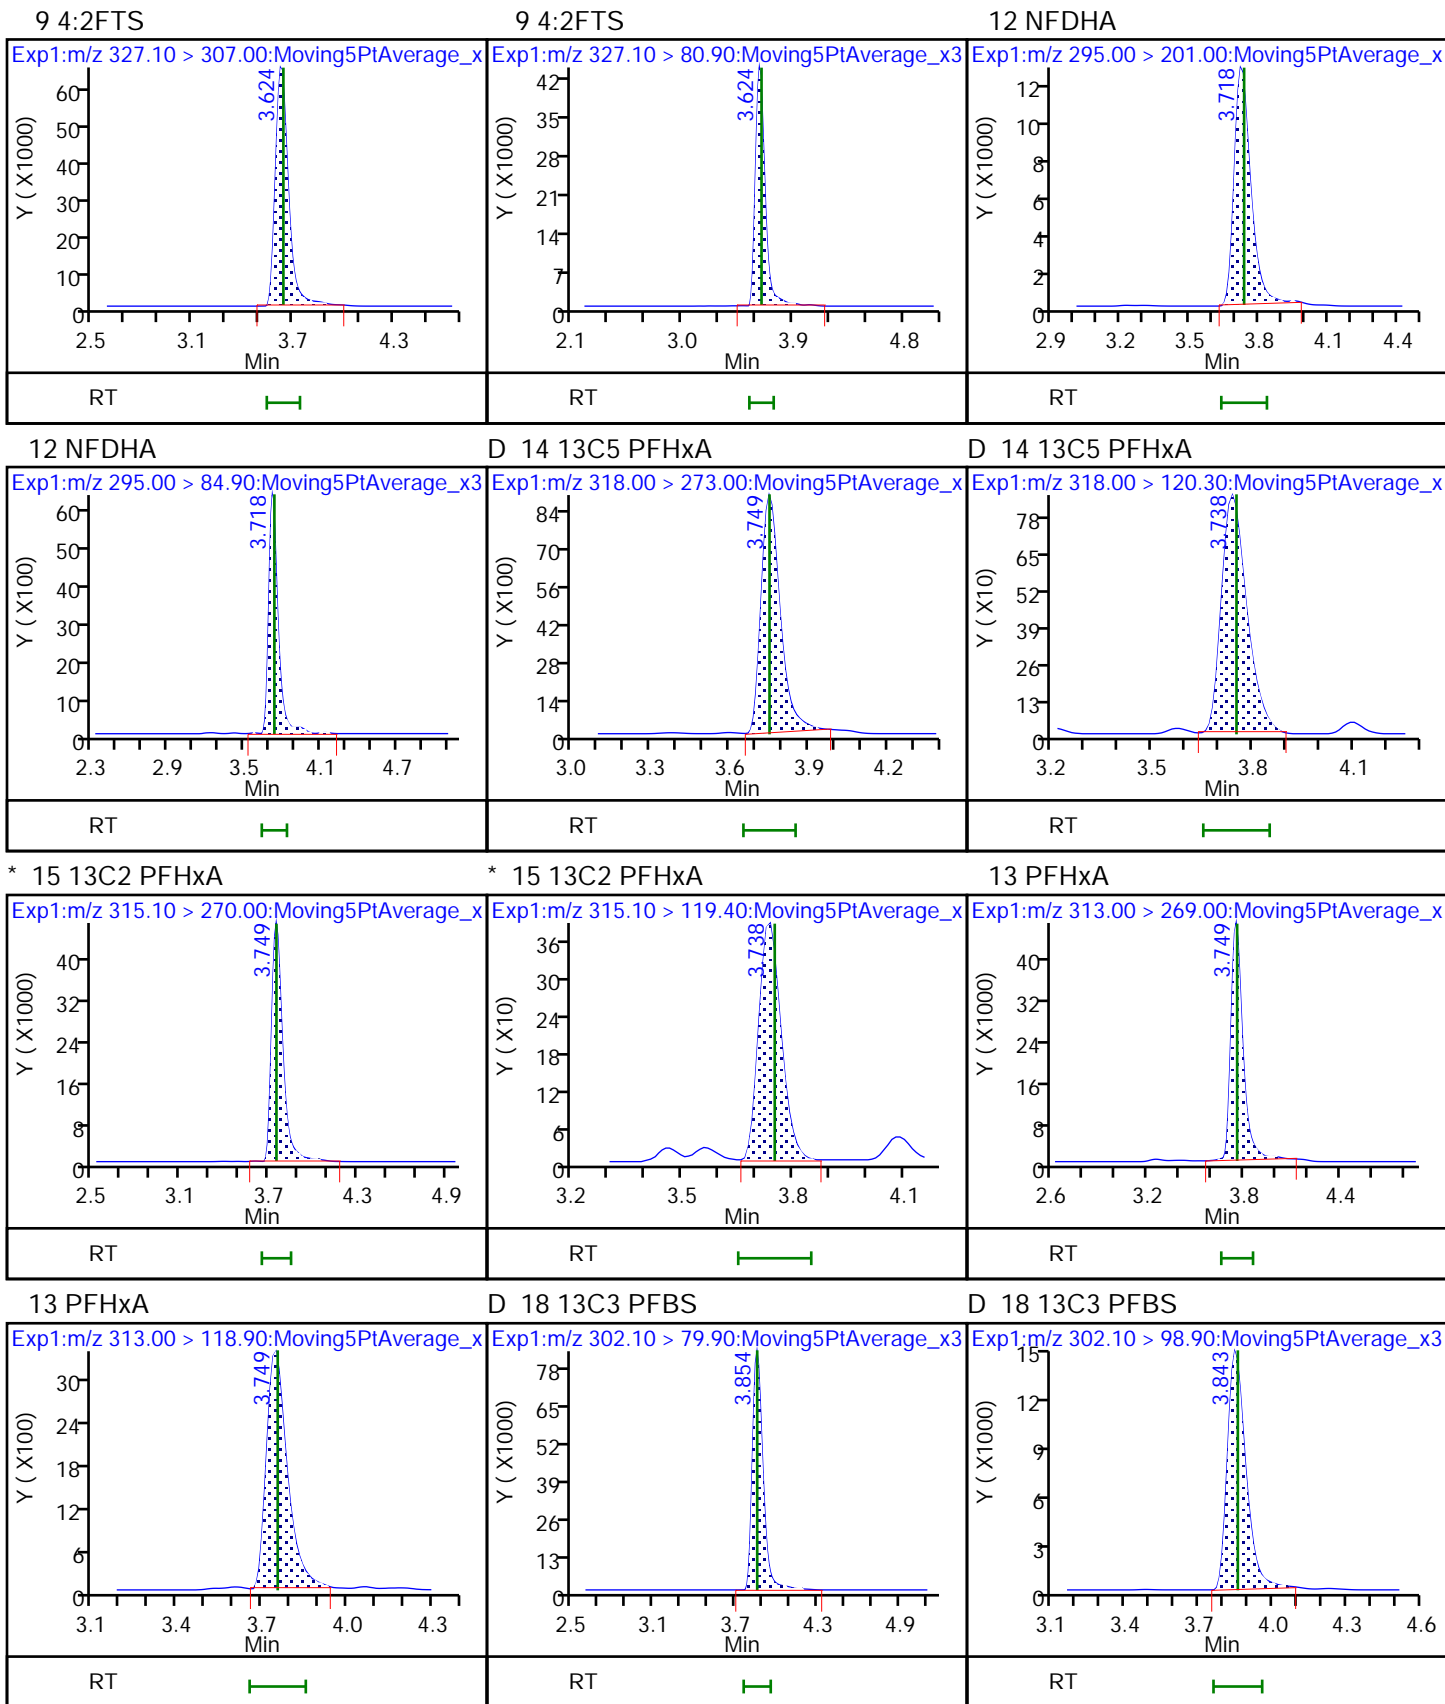 9 4:2FTS
Exp1:m/z 327.10 > 307.00:Moving5PtAverage_x
3.624
60
50
40
30
20
10
0
Y ( X1000)
2.5 3.1 3.7 4.3
Min
RT
9 4:2FTS
Exp1:m/z 327.10 > 80.90:Moving5PtAverage_x3
3.624
42
35
28
21
14
7
0
Y ( X1000)
2.1 3.0 3.9 4.8
Min
RT
12 NFDHA
Exp1:m/z 295.00 > 201.00:Moving5PtAverage_x
3.718
12
10
8
6
4
2
0
Y ( X1000)
2.9 3.2 3.5 3.8 4.1 4.4
Min
RT
12 NFDHA
Exp1:m/z 295.00 > 84.90:Moving5PtAverage_x3
3.718
60
50
40
30
20
10
0
Y ( X100)
2.3 2.9 3.5 4.1 4.7
Min
RT
D 14 13C5 PFHxA
Exp1:m/z 318.00 > 273.00:Moving5PtAverage_x
3.749
84
70
56
42
28
14
0
Y ( X100)
3.0 3.3 3.6 3.9 4.2
Min
RT
D 14 13C5 PFHxA
Exp1:m/z 318.00 > 120.30:Moving5PtAverage_x
3.738
78
65
52
39
26
13
0
Y ( X10)
3.2 3.5 3.8 4.1
Min
RT
* 15 13C2 PFHxA
Exp1:m/z 315.10 > 270.00:Moving5PtAverage_x
3.749
40
32
24
16
8
0
Y ( X1000)
2.5 3.1 3.7 4.3 4.9
Min
RT
* 15 13C2 PFHxA
Exp1:m/z 315.10 > 119.40:Moving5PtAverage_x
3.738
36
30
24
18
12
6
0
Y ( X10)
3.2 3.5 3.8 4.1
Min
RT
13 PFHxA
Exp1:m/z 313.00 > 269.00:Moving5PtAverage_x
3.749
40
32
24
16
8
0
Y ( X1000)
2.6 3.2 3.8 4.4
Min
RT
13 PFHxA
Exp1:m/z 313.00 > 118.90:Moving5PtAverage_x
3.749
30
24
18
12
6
0
Y ( X100)
3.1 3.4 3.7 4.0 4.3
Min
RT
D 18 13C3 PFBS
Exp1:m/z 302.10 > 79.90:Moving5PtAverage_x3
3.854
78
65
52
39
26
13
0
Y ( X1000)
2.5 3.1 3.7 4.3 4.9
Min
RT
D 18 13C3 PFBS
Exp1:m/z 302.10 > 98.90:Moving5PtAverage_x3
3.843
15
12
9
6
3
0
Y ( X1000)
3.1 3.4 3.7 4.0 4.3 4.6
Min
RT